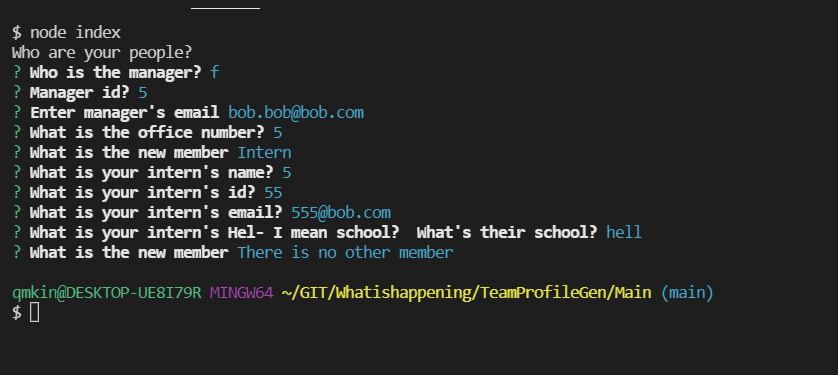 $ node index
Who are your people?
? Who is the manager? f
? Manager id? 5
? Enter manager's email bob.bob@bob.com
? What is the office number? 5
? What is the new member Intern
? What is your intern's name? 5
? What is your intern's id? 55
? What is your intern's email? 555@bob.com
? What is your intern's Hel- I mean school?  What's their school? hell
? What is the new member There is no other member
qmkin@DESKTOP-UE8I79R MINGW64 ~/GIT/Whatishappening/TeamProfileGen/Main (main)
$